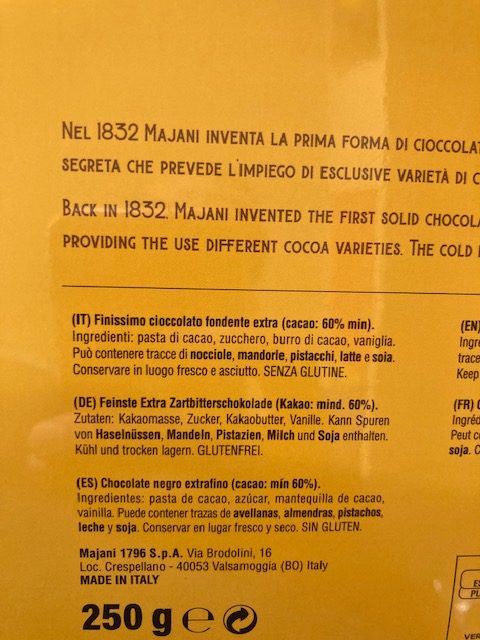 NEL 1832 MAJANI INVENTA LA PRIMA FORMA DI
SEGRETA CHE PREVEDE L'IMPIEGO DI ESCLUSIVE VARIETÀ DI
BACK IN 1832, MAJANI INVENTED THE FIRST SOLID
PROVIDING THE USE DIFFERENT COCOA VARIETIES. THE COLD
(IT) Finissimo cioccolato fondente extra (cacao: 60% min).
Ingredienti: pasta di cacao, zucchero, burro di cacao, vaniglia.
Può contenere tracce di nocciole, mandorle, pistacchi, latte e soia.
Conservare in luogo fresco e asciutto. SENZA GLUTINE.
(DE) Feinste Extra Zartbitterschokolade (Kakao: mind. 60%).
Zutaten: Kakaomasse, Zucker, Kakaobutter, Vanille. Kann Spuren
von Haselnüssen, Mandeln, Pistazien, Milch und Soja enthalten.
Kühl und trocken lagern. GLUTENFREI.
(ES) Chocolate negro extrafino (cacao: mín 60%).
Ingredientes: pasta de cacao, azúcar, mantequilla de cacao,
vainilla. Puede contener trazas de avellanas, almendras, pistachos,
leche y soja. Conservar en lugar fresco y seco. SIN GLUTEN.
Majani 1796 S.p.A. Via Brodolini, 16
Loc. Crespellano - 40053 Valsamoggia (BO) Italy
MADE IN ITALY
250 g e
(EN)
Keep
(FR)
soja.